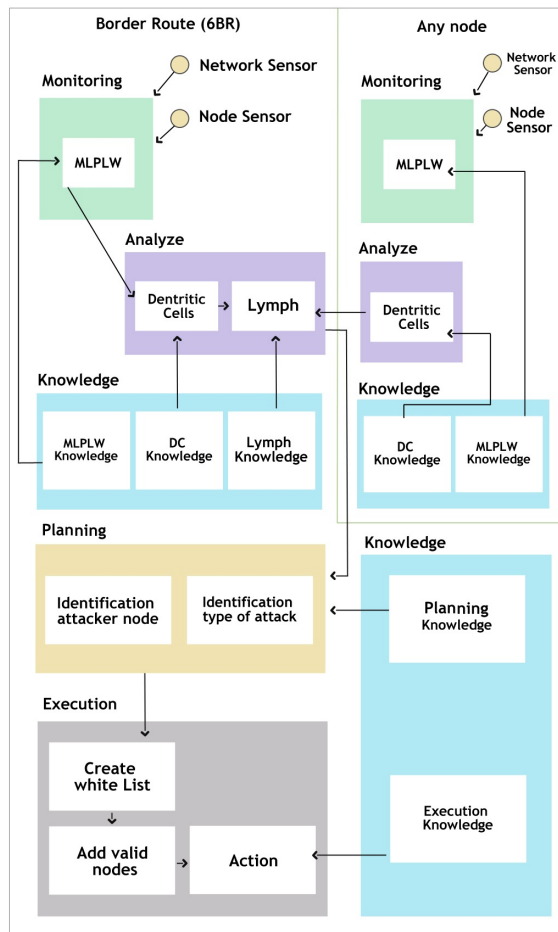 Border Route (6BR)
Network Sensor
Monitoring
Node Sensor
MLPLW
Analyze
Dentritic
Cells
Lymph
Knowledge
MLPLW
Knowledge
DC
Knowledge
Lymph
Knowledge
Any node
Network
Sensor
Monitoring
Node
Sensor
MLPLW
Analyze
Dentritic
Cells
Knowledge
DC
Knowledge
MLPLW
Knowledge
Planning
Identification
attacker node
Identification
type of attack
Knowledge
Planning
Knowledge
Execution
Create
white List
Add valid
nodes
Action
Execution
Knowledge